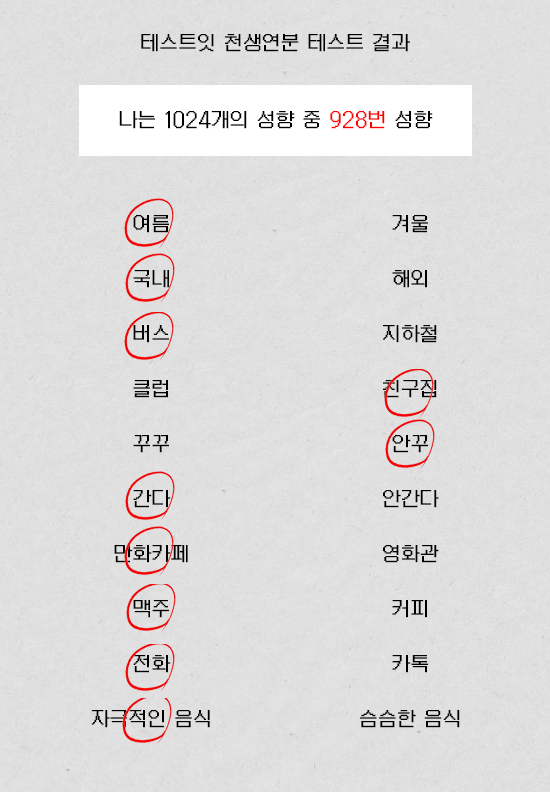 테스트잇 천생연분 테스트 결과
나는 1024개의 성향 중 928번 성향
여름 겨울
국내 해외
버스 지하철
클럽 친구집
꾸꾸 안꾸
간다 안간다
만화카페 영화관
맥주 커피
전화 카톡
자극적인 음식 슴슴한 음식